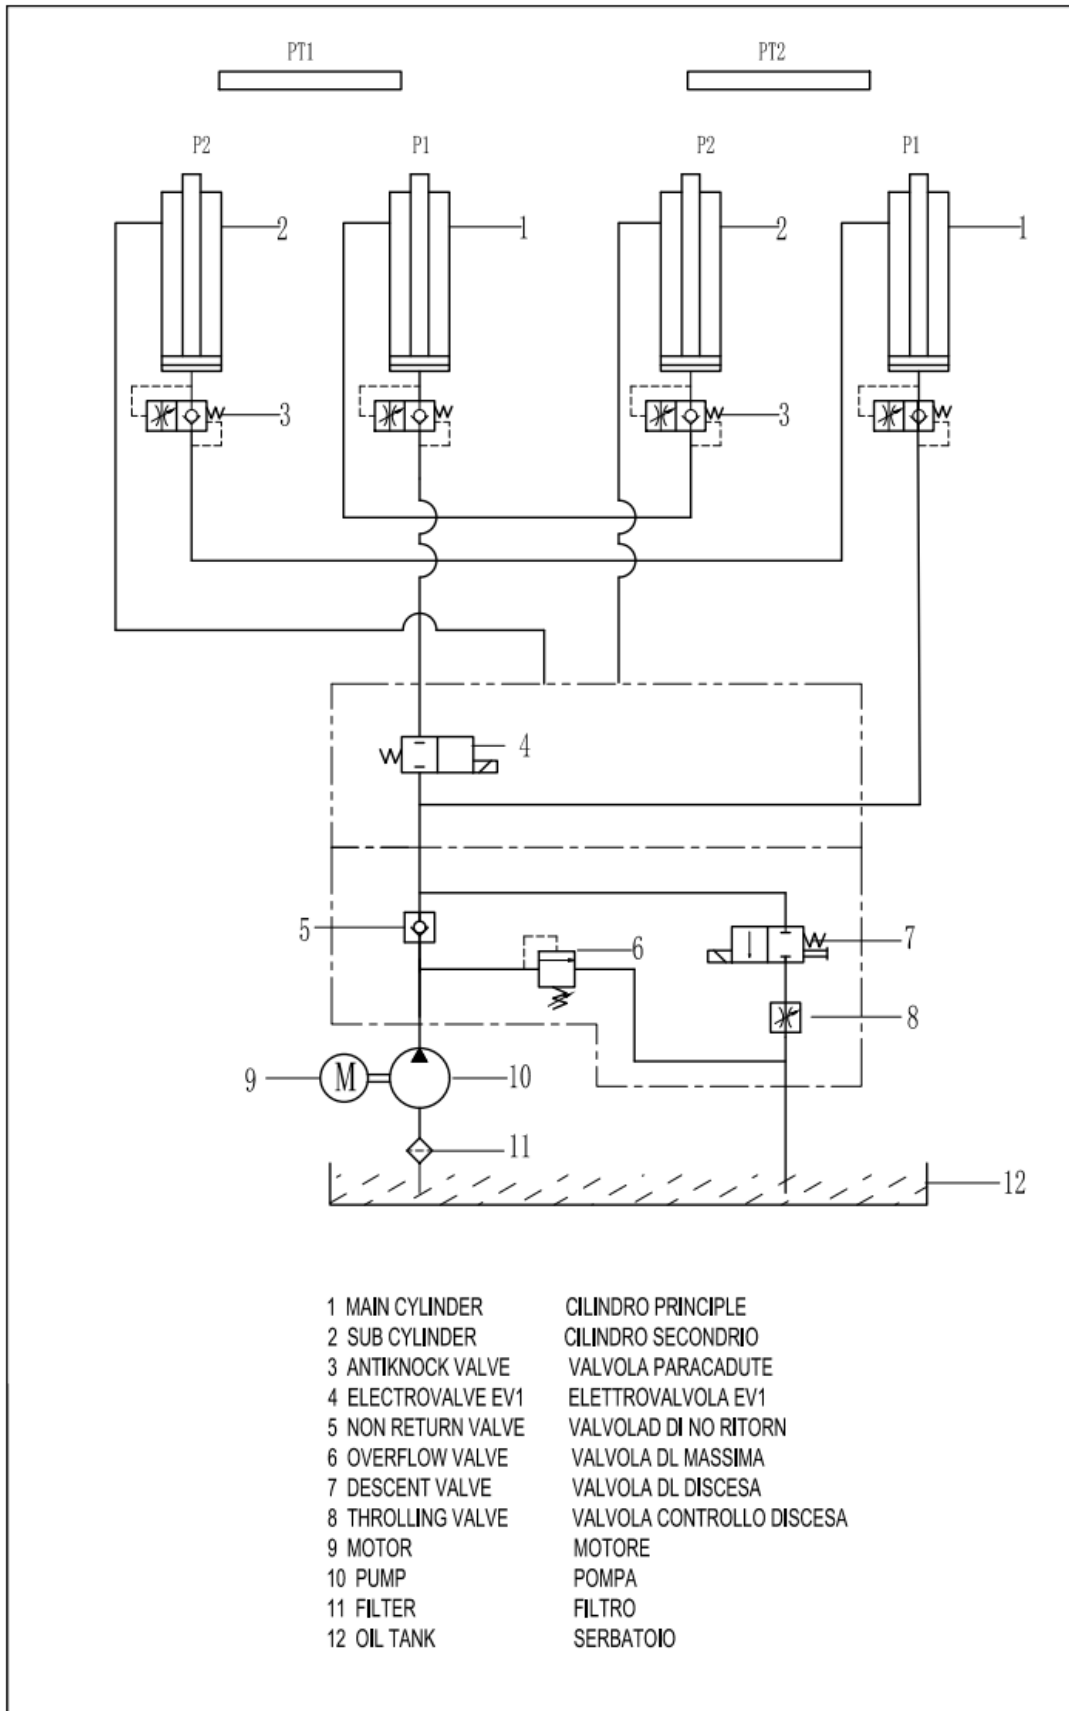 PT1 PT2
P2 P1 P2 P1
2 1 2 1
3 3
4
5 6 7
8
9 M 10
11
12
1 MAIN CYLINDER CILINDRO PRINCIPLE
2 SUB CYLINDER CILINDRO SECONDRIO
3 ANTIKNOCK VALVE VALVOLA PARACADUTE
4 ELECTROVALVE EV1 ELETTROVALVOLA EV1
5 NON RETURN VALVE VALVOLAD DI NO RITORN
6 OVERFLOW VALVE VALVOLA DL MASSIMA
7 DESCENT VALVE VALVOLA DL DISCESA
8 THROLLING VALVE VALVOLA CONTROLLO DISCESA
9 MOTOR MOTORE
10 PUMP POMPA
11 FILTER FILTRO
12 OIL TANK SERBATOIO